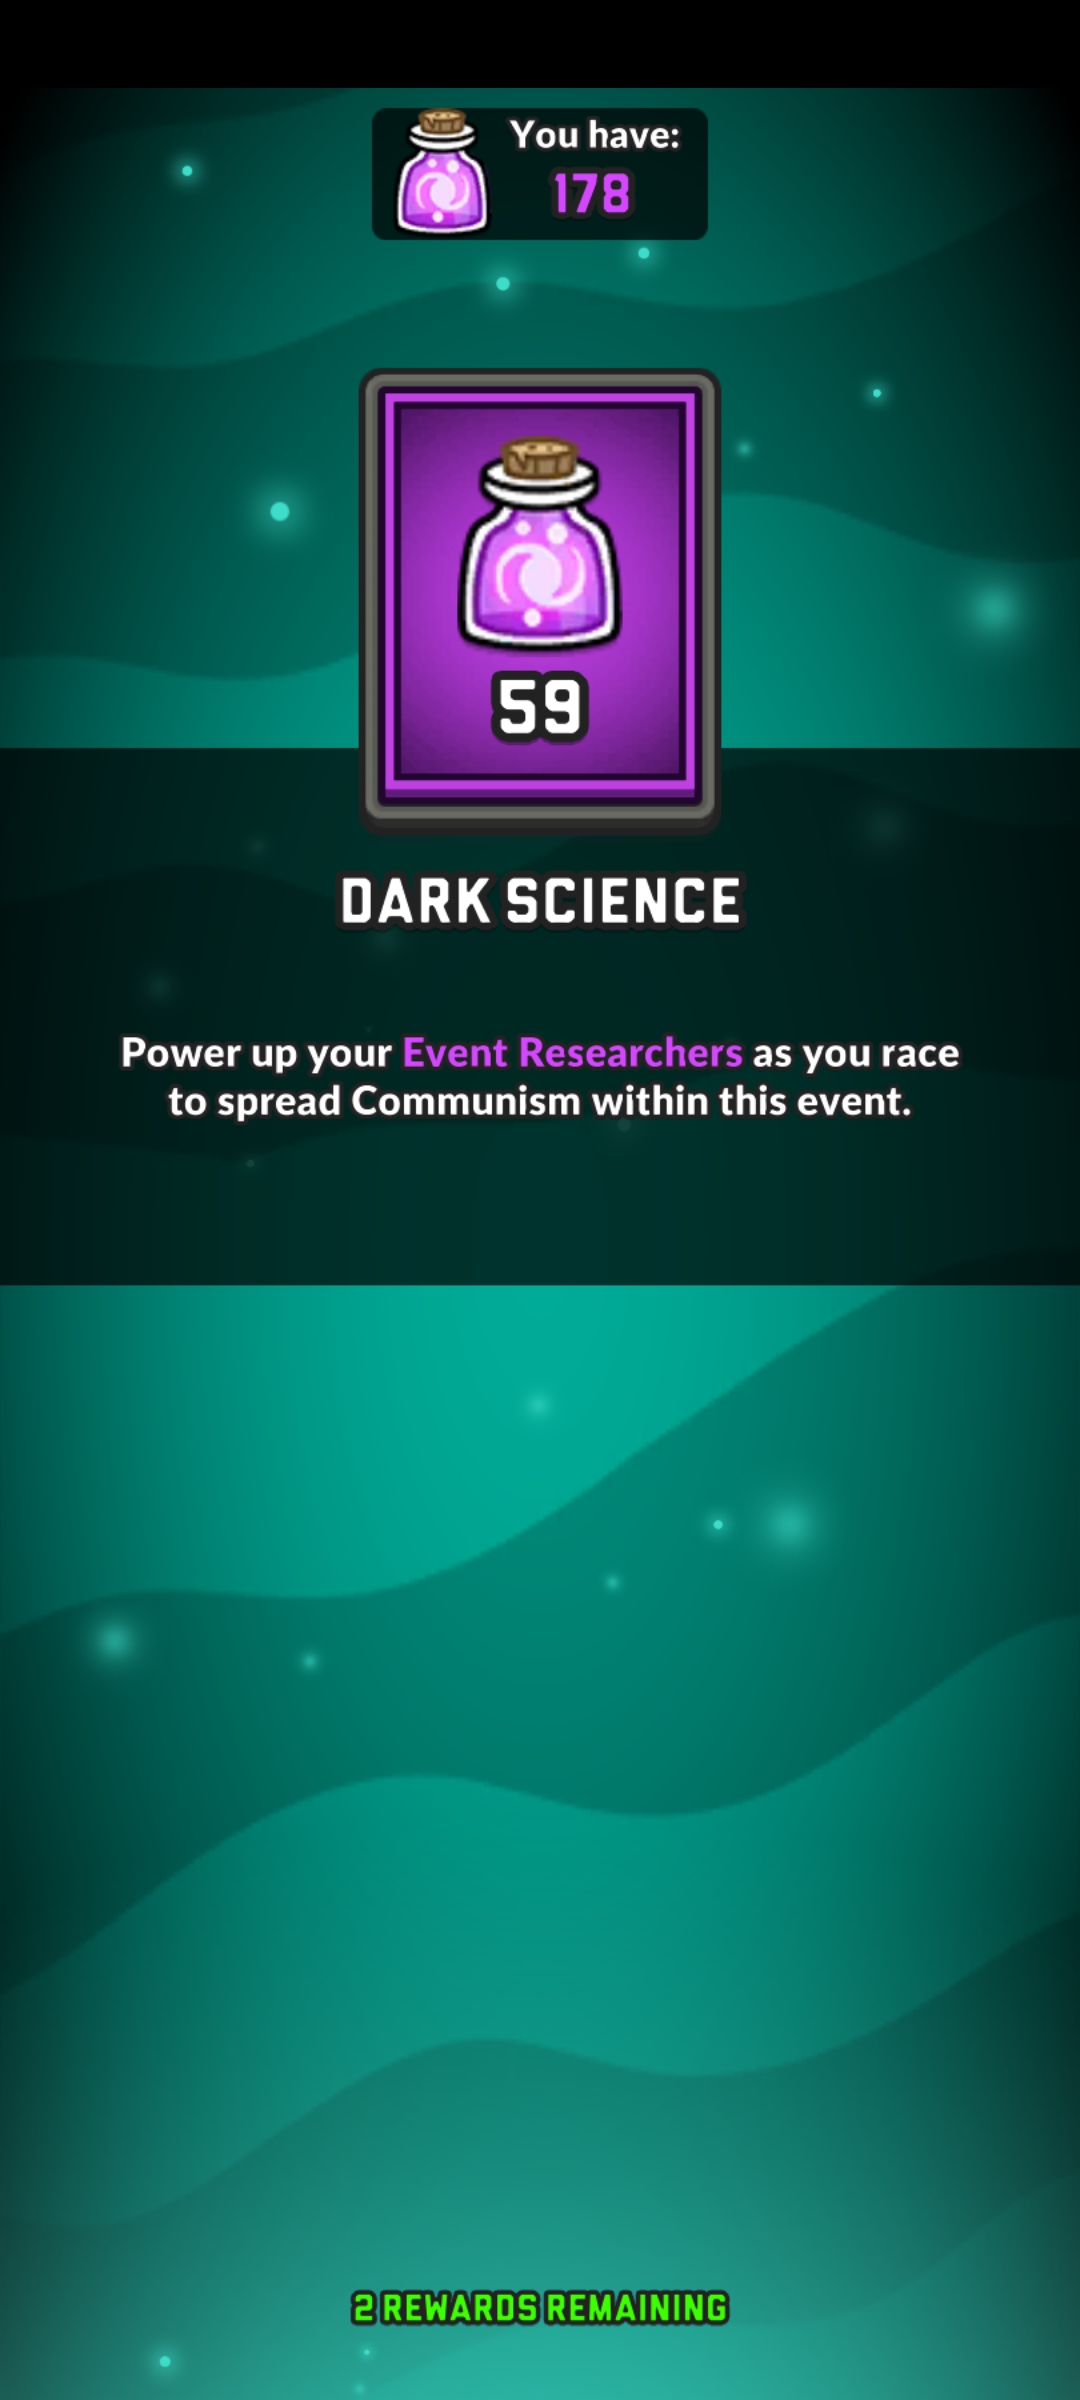 You have:
178
59
DARK SCIENCE
Power up your Event Researchers as you race
to spread Communism within this event.
2 REWARDS REMAINING